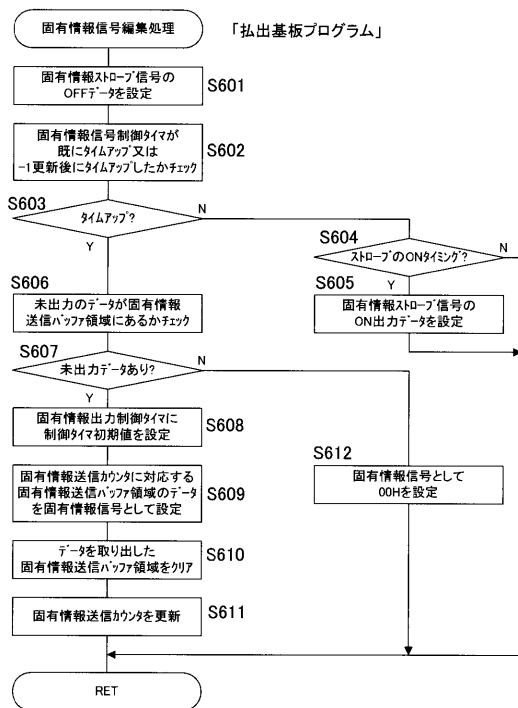 固有情報信号編集処理
「払出基板プログラム」
固有情報ストローブ信号の
OFFデータを設定
S601
固有情報信号制御タイマが
既にタイムアップ又は
-1更新後にタイムアップしたかチェック
S602
S603
タイムアップ?
N
Y
S604
ストローブのONタイミング?
N
Y
S605
固有情報ストローブ信号の
ON出力データを設定
S606
未出力のデータが固有情報
送信バッファ領域にあるかチェック
S607
未出力データあり?
N
Y
固有情報出力制御タイマに
制御タイマ初期値を設定
S608
S612
固有情報信号として
00Hを設定
固有情報送信カウンタに対応する
固有情報送信バッファ領域のデータ
を固有情報信号として設定
S609
データを取り出した
固有情報送信バッファ領域をクリア
S610
固有情報送信カウンタを更新
S611
RET